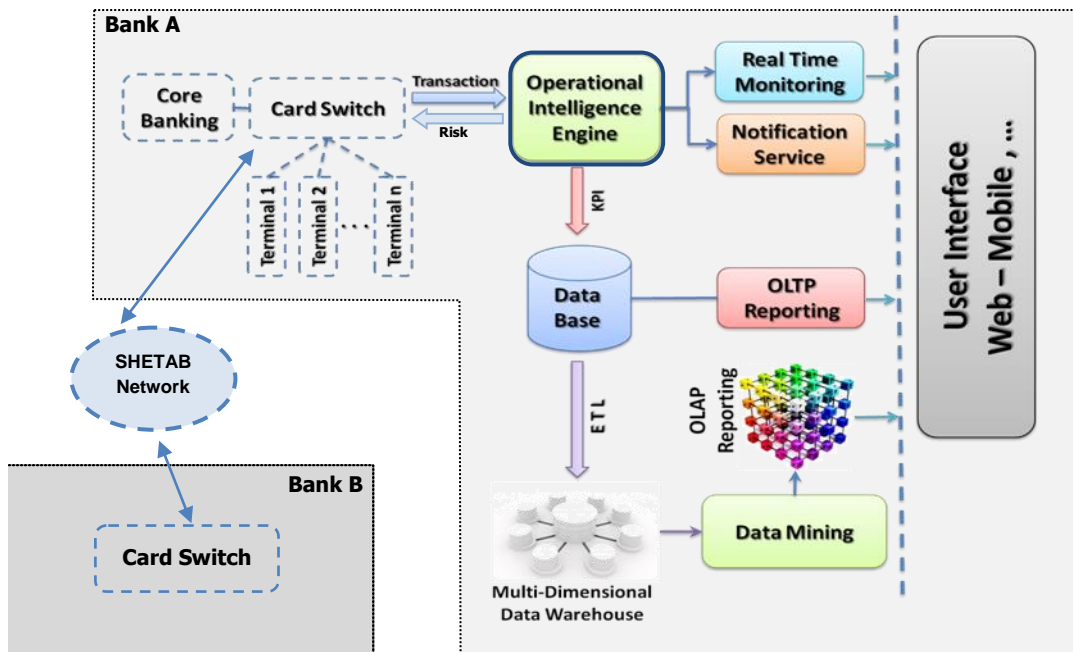 Bank A
Core
Banking
Card Switch
Transaction
Risk
Operational
Intelligence
Engine
Real Time
Monitoring
Notification
Service
User Interface
Web – Mobile , ...
Terminal 1
Terminal 2
...
Terminal n
KPI
Data
Base
OLTP
Reporting
SHETAB
Network
ETL
OLAP
Reporting
Bank B
Card Switch
Data Mining
Multi-Dimensional
Data Warehouse